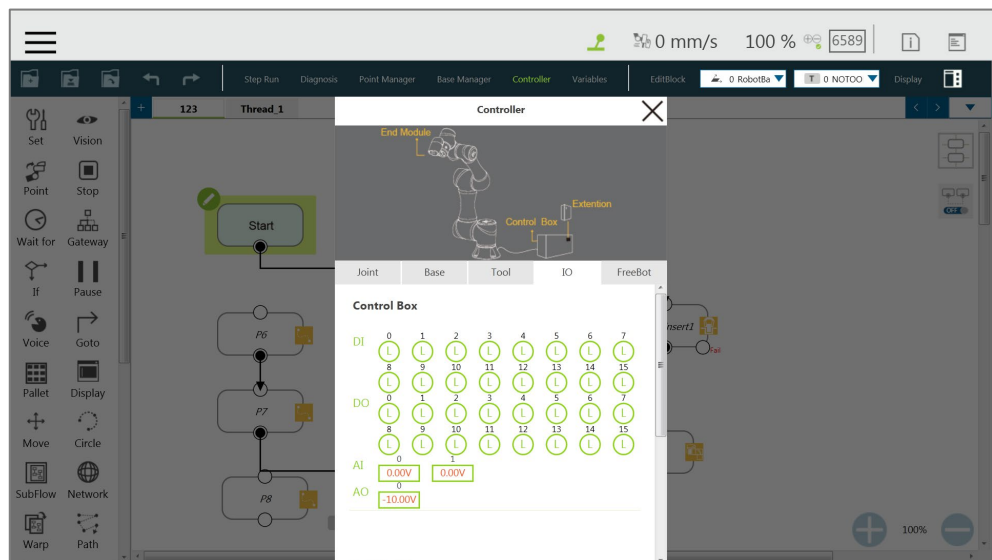 0 mm/s 100 % 6589
Step Run Diagnosis Point Manager Base Manager Controller Variables EditBlock 0 RobotBa T 0 NOTOO Display
+ 123 Thread_1
Controller
Set Vision
Point Stop
Wait for Gateway
If Pause
Voice Goto
Pallet Display
Move Circle
SubFlow Network
Warp Path
Start
P6
P7
P8
End Module
Extention
Control Box
Joint Base Tool IO FreeBot
Control Box
0 1 2 3 4 5 6 7
DI L L L L L L L L
8 9 10 11 12 13 14 15
L L L L L L L L
0 1 2 3 4 5 6 7
DO L L L L L L L L
8 9 10 11 12 13 14 15
L L L L L L L L
0 1
AI 0.00V 0.00V
0
AO -10.00V
OFF
nsert1
Fail
100%